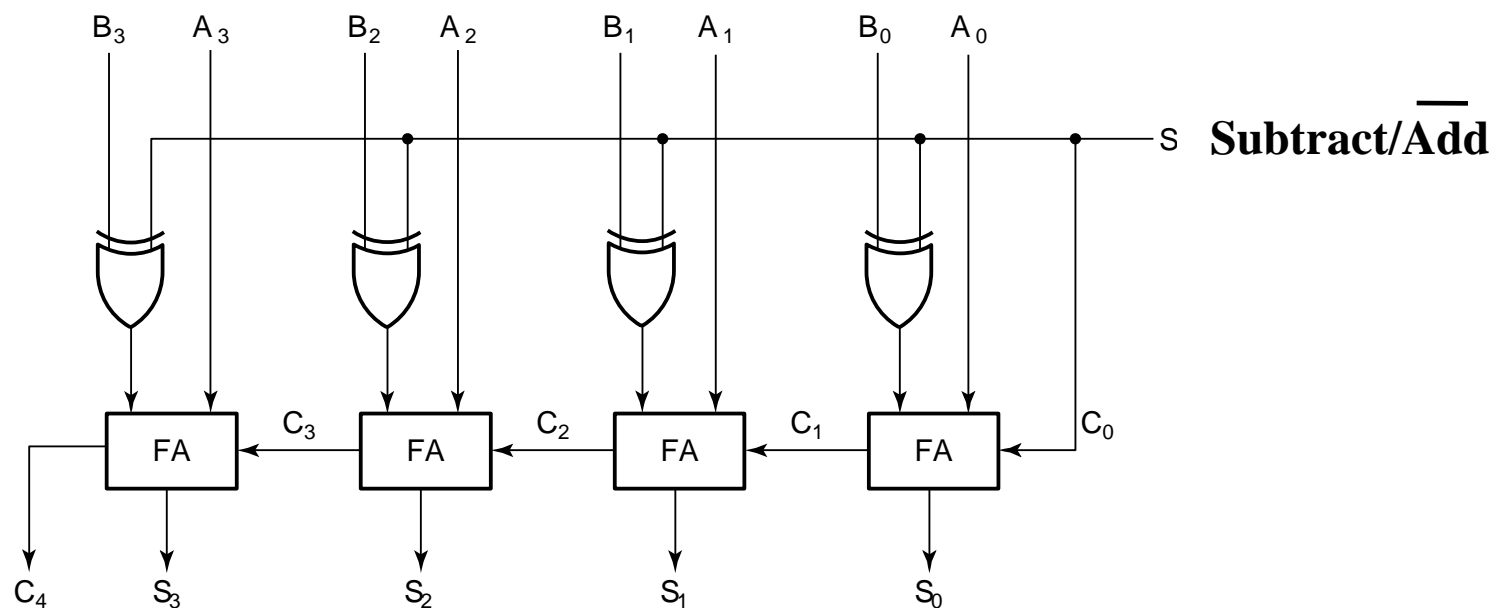 B3 A3 B2 A2 B1 A1 B0 A0
S Subtract/A̅d̅d̅
FA C3 FA C2 FA C1 FA C0
C4 S3 S2 S1 S0